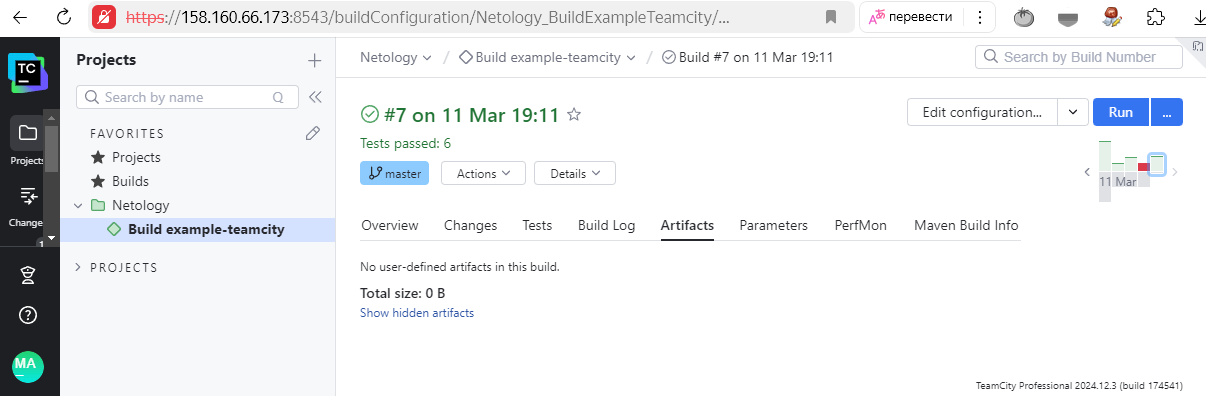 https://158.160.66.173:8543/buildConfiguration/Netology_BuildExampleTeamcity/...
перевести
TC
Projects
Changes
MA
Projects
Search by name
Q
FAVORITES
Projects
Builds
Netology
Build example-teamcity
PROJECTS
Netology / Build example-teamcity / Build #7 on 11 Mar 19:11
Search by Build Number
#7 on 11 Mar 19:11
Edit configuration...
Run
...
Tests passed: 6
master
Actions
Details
11 Mar
Overview Changes Tests Build Log Artifacts Parameters PerfMon Maven Build Info
No user-defined artifacts in this build.
Total size: 0 B
Show hidden artifacts
TeamCity Professional 2024.12.3 (build 174541)